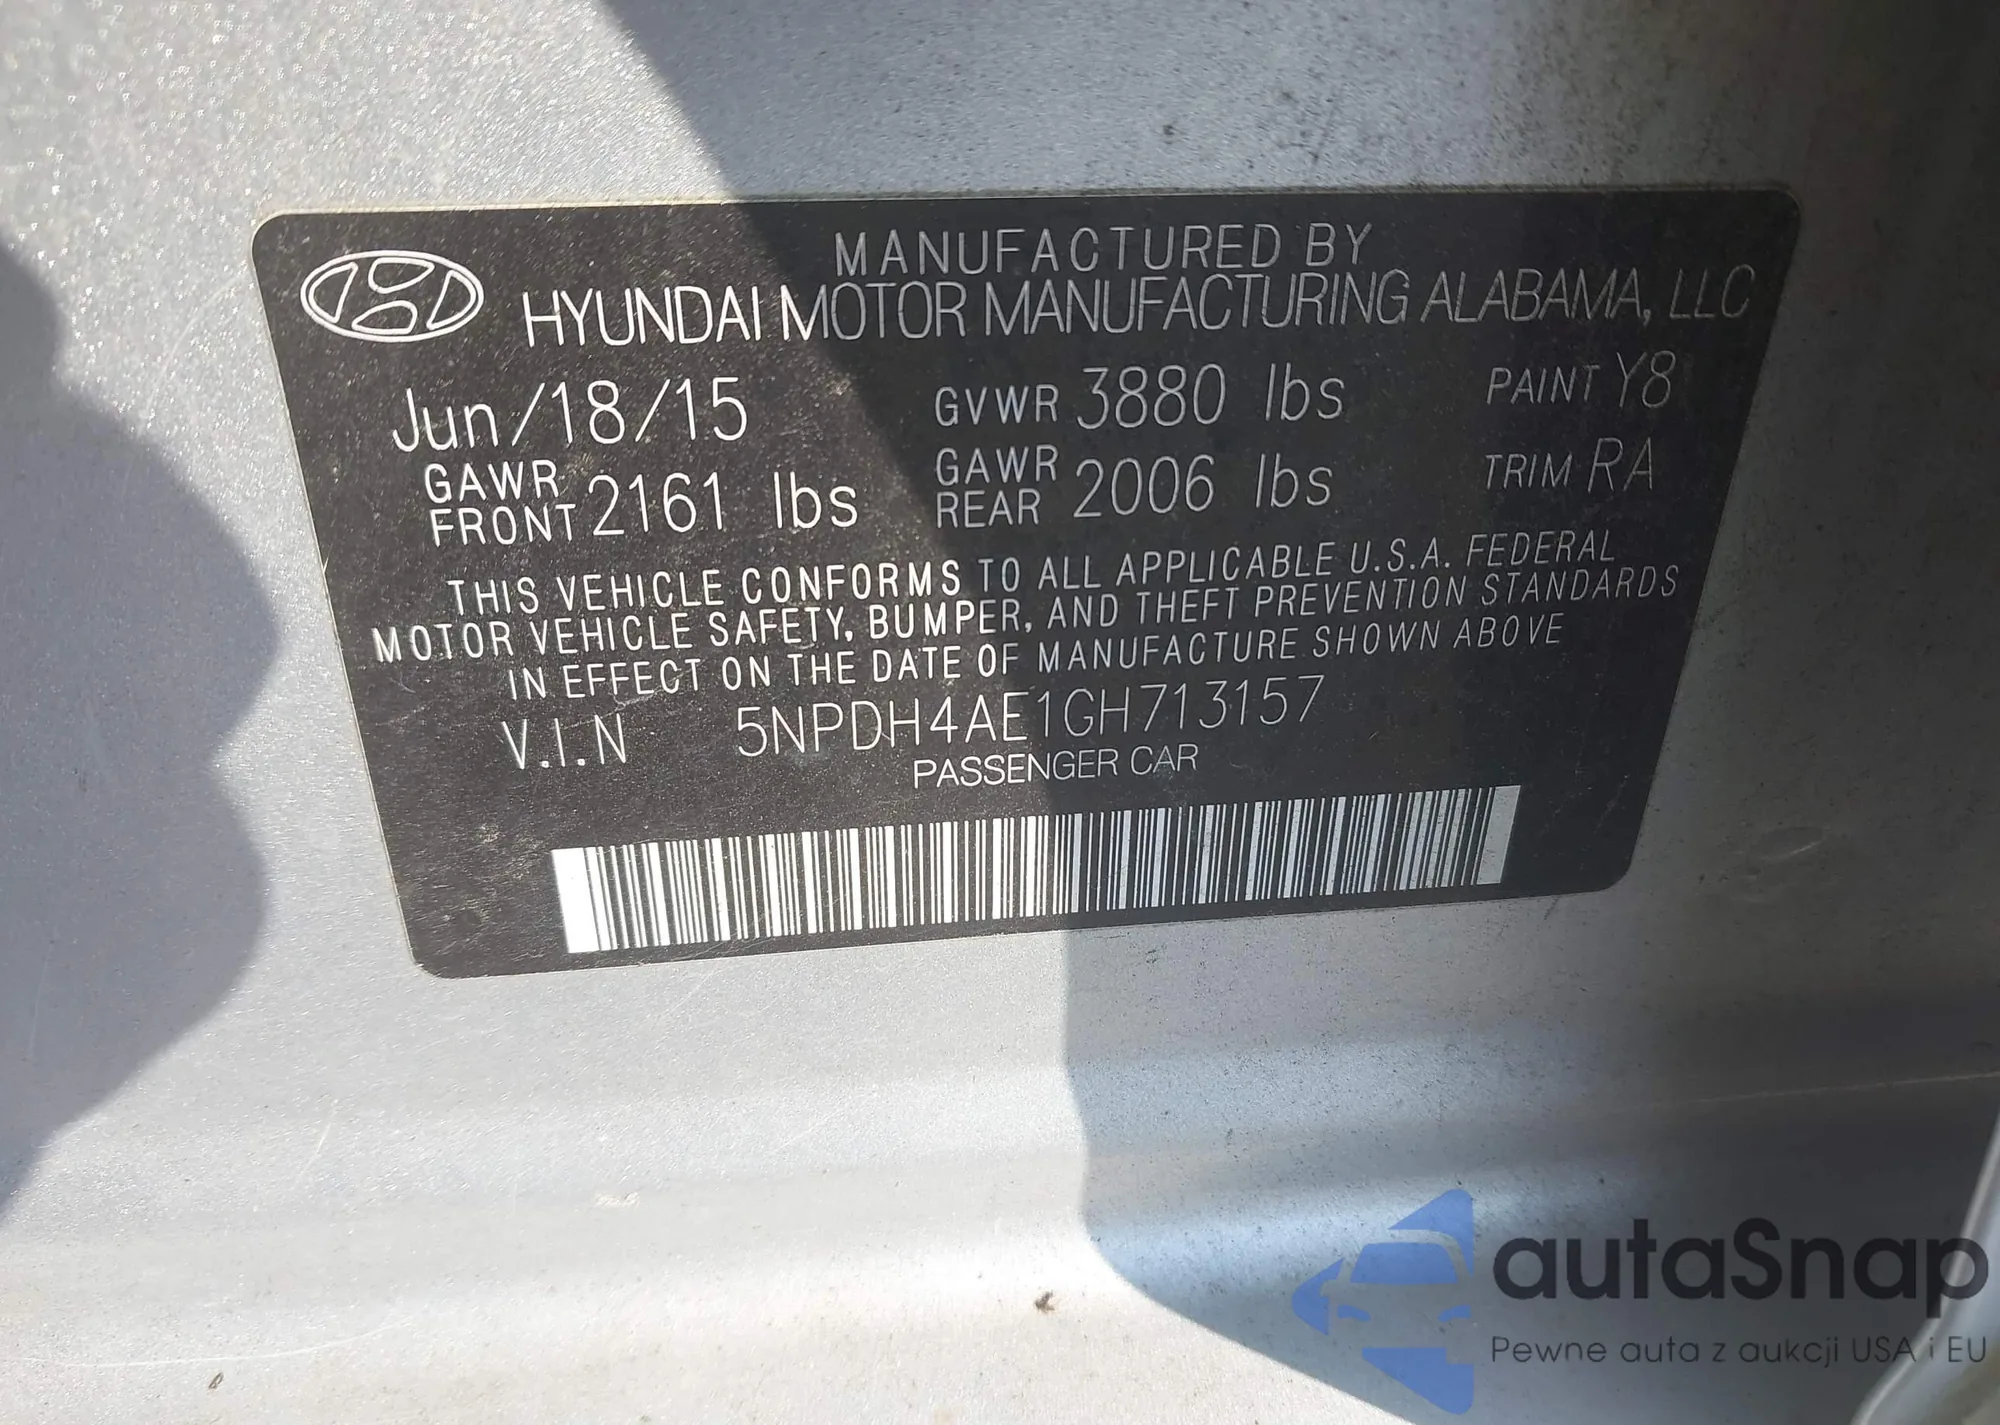 MANUFACTURED BY
HYUNDAI MOTOR MANUFACTURING ALABAMA, LLC
Jun/18/15 GVWR 3880 lbs PAINT Y8
GAWR FRONT 2161 lbs GAWR REAR 2006 lbs TRIM RA
THIS VEHICLE CONFORMS TO ALL APPLICABLE U.S.A. FEDERAL
MOTOR VEHICLE SAFETY, BUMPER, AND THEFT PREVENTION STANDARDS
IN EFFECT ON THE DATE OF MANUFACTURE SHOWN ABOVE
V.I.N 5NPDH4AE1GH713157
PASSENGER CAR
autaSnap
Pewne auta z aukcji USA i EU